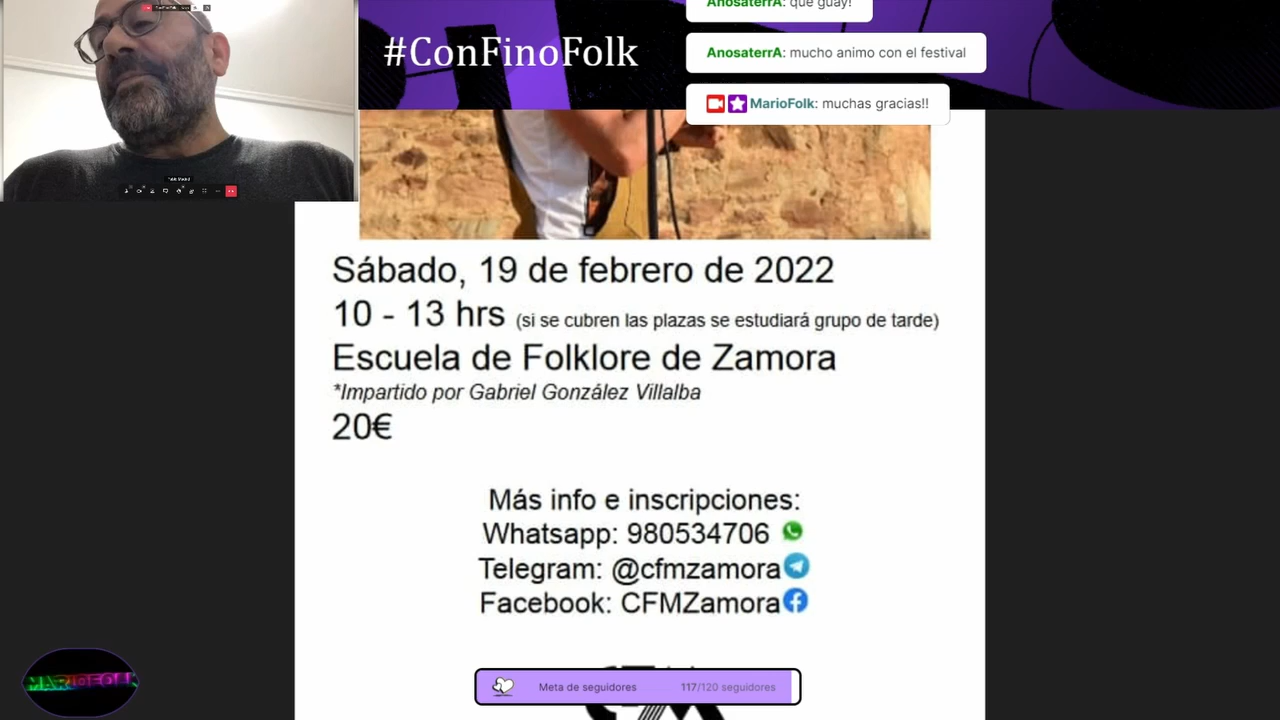 #ConFinoFolk
AnosaterrA: que guay!
AnosaterrA: mucho animo con el festival
MarioFolk: muchas gracias!!
Sábado, 19 de febrero de 2022
10 - 13 hrs (si se cubren las plazas se estudiará grupo de tarde)
Escuela de Folklore de Zamora
*Impartido por Gabriel González Villalba
20€
Más info e inscripciones:
Whatsapp: 980534706
Telegram: @cfmzamora
Facebook: CFMZamora
Meta de seguidores 117/120 seguidores
MARIOFOLK